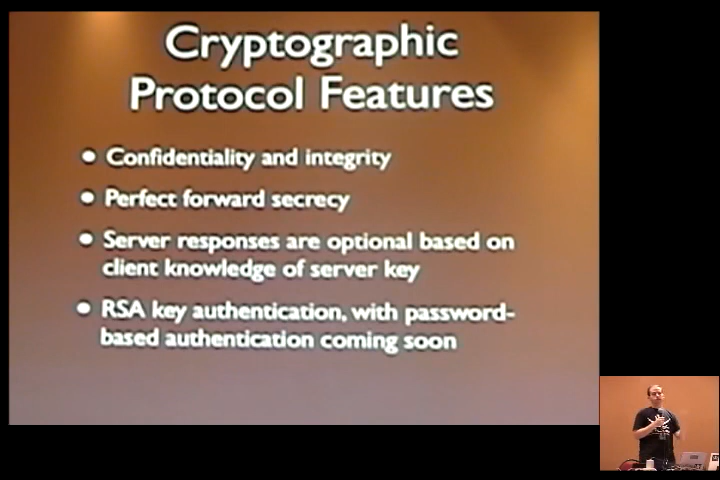 Cryptographic
Protocol Features
Confidentiality and integrity
Perfect forward secrecy
Server responses are optional based on
client knowledge of server key
RSA key authentication, with password-
based authentication coming soon